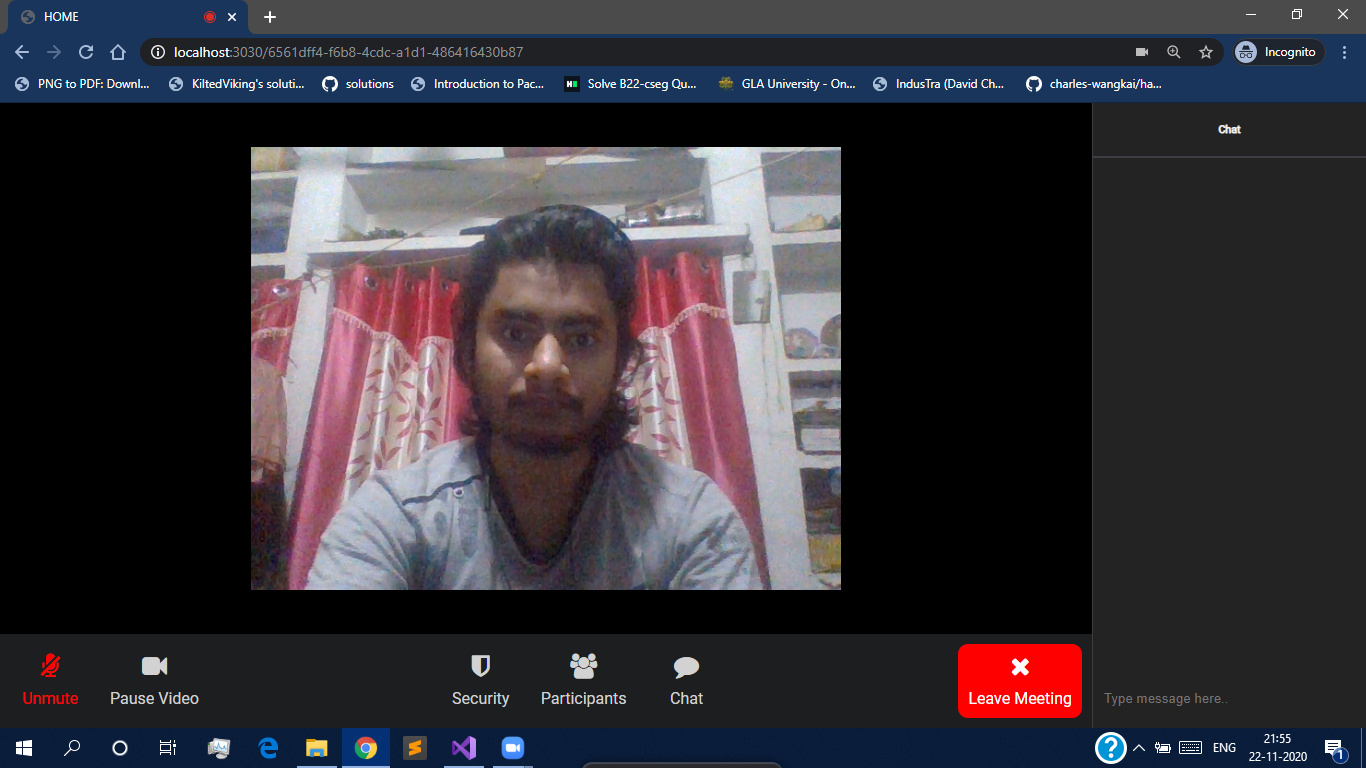 HOME
localhost:3030/6561dff4-f6b8-4cdc-a1d1-486416430b87
Incognito
PNG to PDF: Downl...
KiltedViking's soluti...
solutions
Introduction to Pac...
Solve B22-cseg Qu...
GLA University - On...
IndusTra (David Ch...
charles-wangkai/ha...
Chat
Type message here..
Unmute
Pause Video
Security
Participants
Chat
Leave Meeting
ENG
21:55
22-11-2020
1